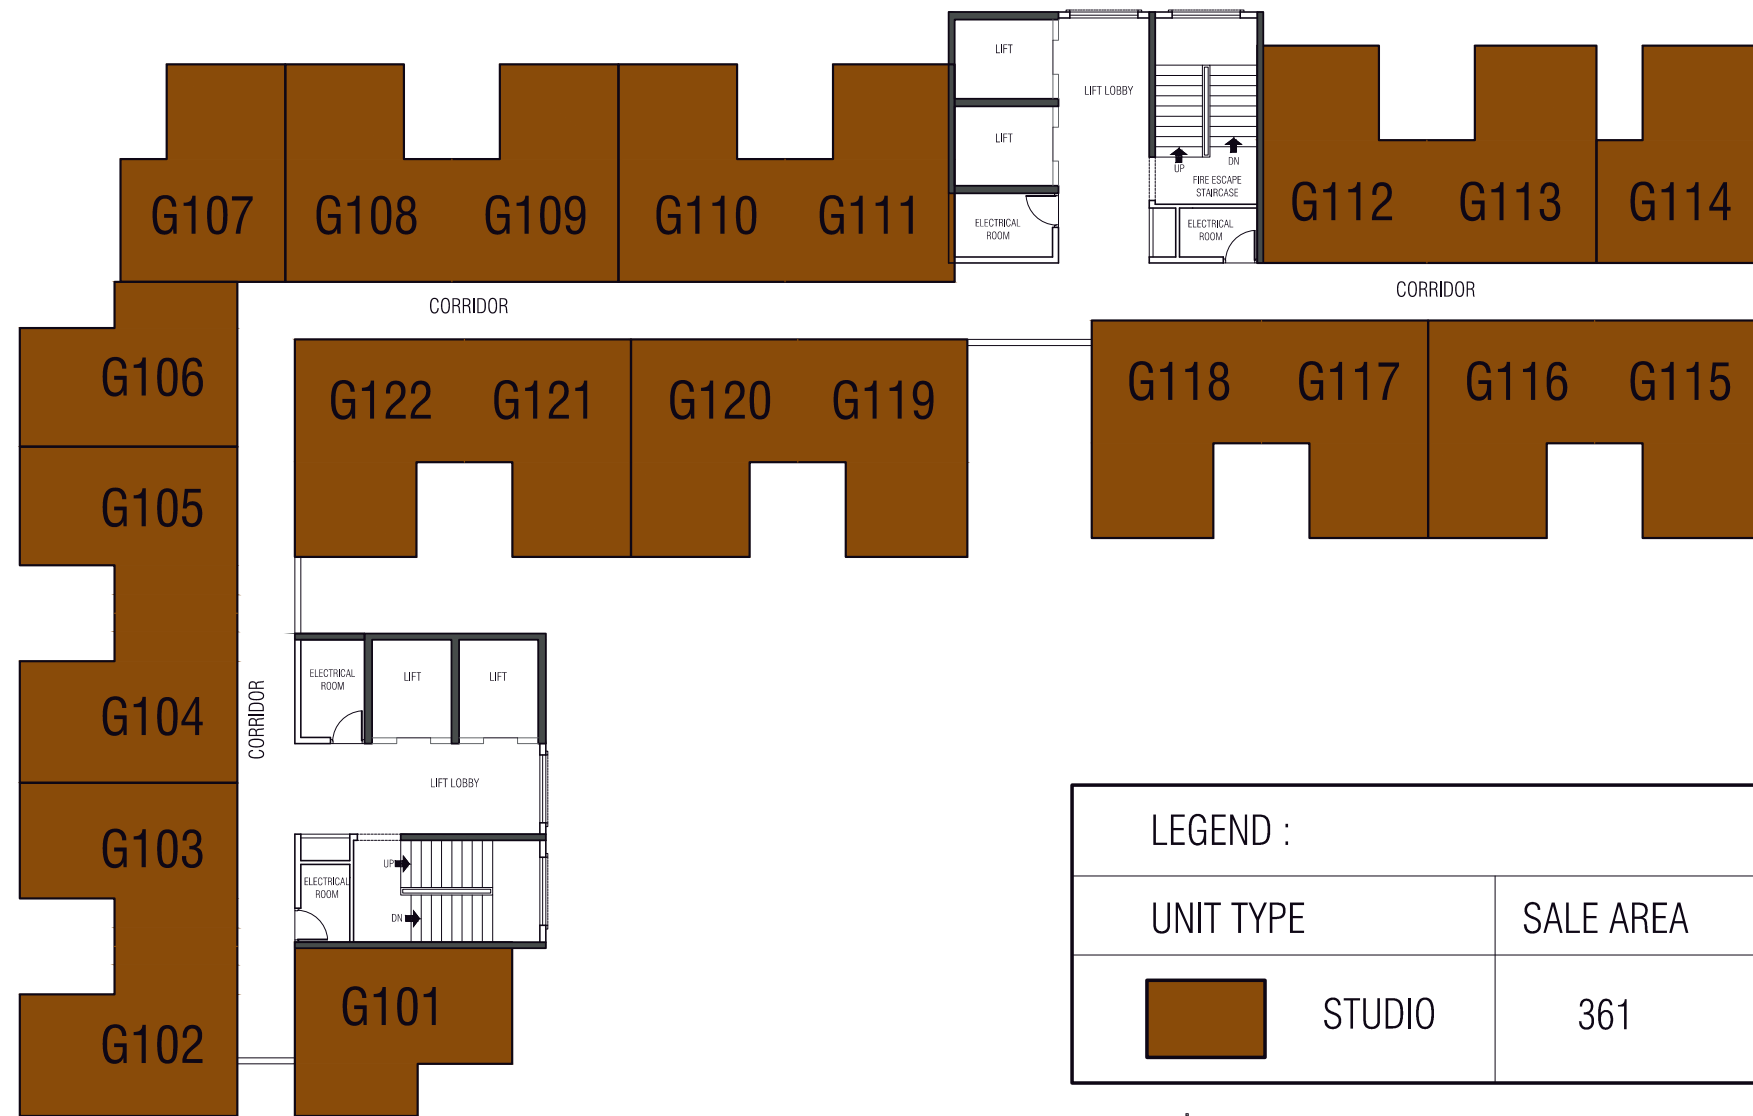 LIFT
LIFT LOBBY
LIFT
UP
DN
FIRE ESCAPE
STAIRCASE
ELECTRICAL
ROOM
ELECTRICAL
ROOM
G107
G108
G109
G110
G111
G112
G113
G114
CORRIDOR
CORRIDOR
G106
G122
G121
G120
G119
G118
G117
G116
G115
G105
G104
CORRIDOR
ELECTRICAL
ROOM
LIFT
LIFT
LIFT LOBBY
G103
UP
ELECTRICAL
ROOM
DN
G101
G102
LEGEND :
UNIT TYPE
SALE AREA
STUDIO
361